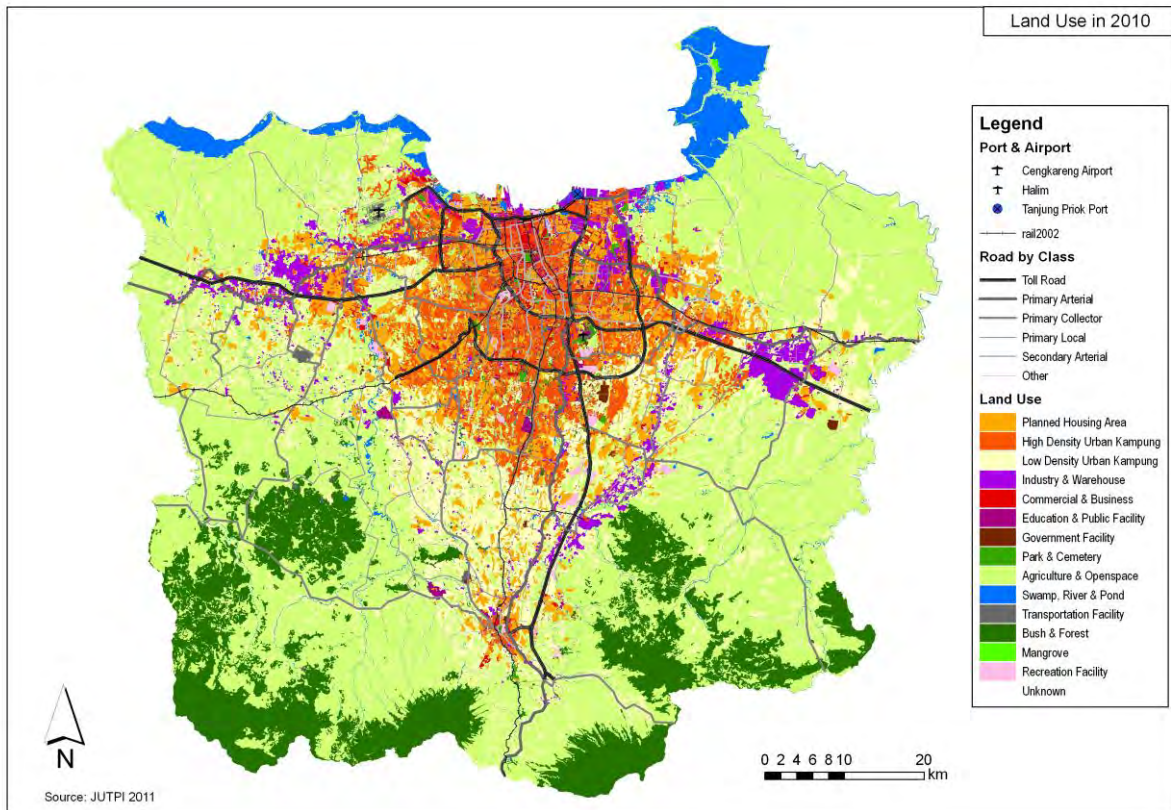 Land Use in 2010
Legend
Port & Airport
Cengkareng Airport
Halim
Tanjung Priok Port
rail2002
Road by Class
Toll Road
Primary Arterial
Primary Collector
Primary Local
Secondary Arterial
Other
Land Use
Planned Housing Area
High Density Urban Kampung
Low Density Urban Kampung
Industry & Warehouse
Commercial & Business
Education & Public Facility
Government Facility
Park & Cemetery
Agriculture & Openspace
Swamp, River & Pond
Transportation Facility
Bush & Forest
Mangrove
Recreation Facility
Unknown
N
0 2 4 6 8 10 20
km
Source: JUTPI 2011